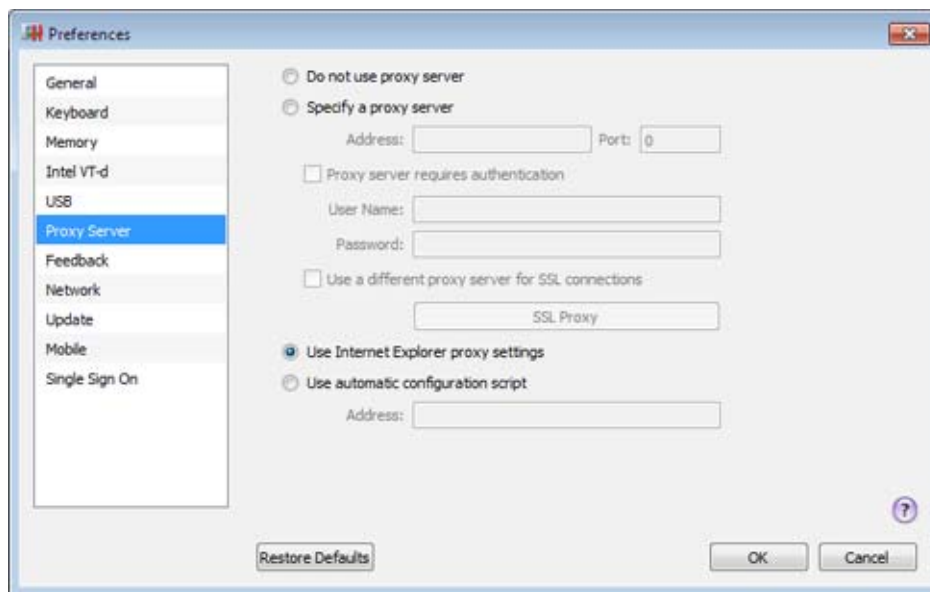 Preferences
General
Keyboard
Memory
Intel VT-d
USB
Proxy Server
Feedback
Network
Update
Mobile
Single Sign On
Do not use proxy server
Specify a proxy server
Address: Port: 0
Proxy server requires authentication
User Name:
Password:
Use a different proxy server for SSL connections
SSL Proxy
Use Internet Explorer proxy settings
Use automatic configuration script
Address:
?
Restore Defaults OK Cancel